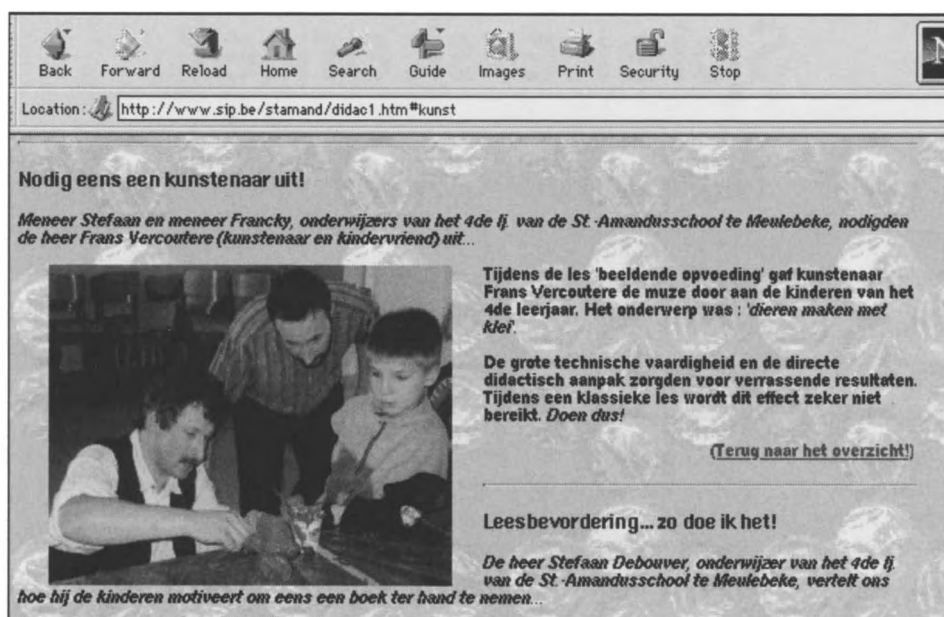 Back Forward Reload Home Search Guide Images Print Security Stop
N
Location: http://www.sip.be/stamand/didac1.htm#kunst
Nodig eens een kunstenaar uit!
Meneer Stefaan en meneer Francky, onderwijzers van het 4de lj. van de St.-Amandusschool te Meulebeke, nodigden
de heer Frans Vercoutere (kunstenaar en kindervriend) uit...
Tijdens de les 'beeldende opvoeding' gaf kunstenaar
Frans Vercoutere de muze door aan de kinderen van het
4de leerjaar. Het onderwerp was : 'dieren maken met
klei'.
De grote technische vaardigheid en de directe
didactisch aanpak zorgden voor verrassende resultaten.
Tijdens een klassieke les wordt dit effect zeker niet
bereikt. Doen dus!
(Terug naar het overzicht!)
Leesbevordering... zo doe ik het!
De heer Stefaan Debouver, onderwijzer van het 4de lj.
van de St.-Amandusschool te Meulebeke, vertelt ons
hoe hij de kinderen motiveert om eens een boek ter hand te nemen...